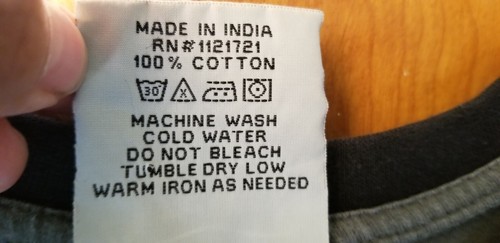 MADE IN INDIA
RN#1121721
100% COTTON
30°
MACHINE WASH
COLD WATER
DO NOT BLEACH
TUMBLE DRY LOW
WARM IRON AS NEEDED